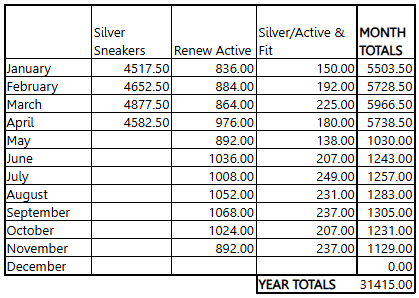 Silver Sneakers Renew Active Silver/Active & Fit MONTH TOTALS
January 4517.50 836.00 150.00 5503.50
February 4652.50 884.00 192.00 5728.50
March 4877.50 864.00 225.00 5966.50
April 4582.50 976.00 180.00 5738.50
May 892.00 138.00 1030.00
June 1036.00 207.00 1243.00
July 1008.00 249.00 1257.00
August 1052.00 231.00 1283.00
September 1068.00 237.00 1305.00
October 1024.00 207.00 1231.00
November 892.00 237.00 1129.00
December 0.00
YEAR TOTALS 31415.00